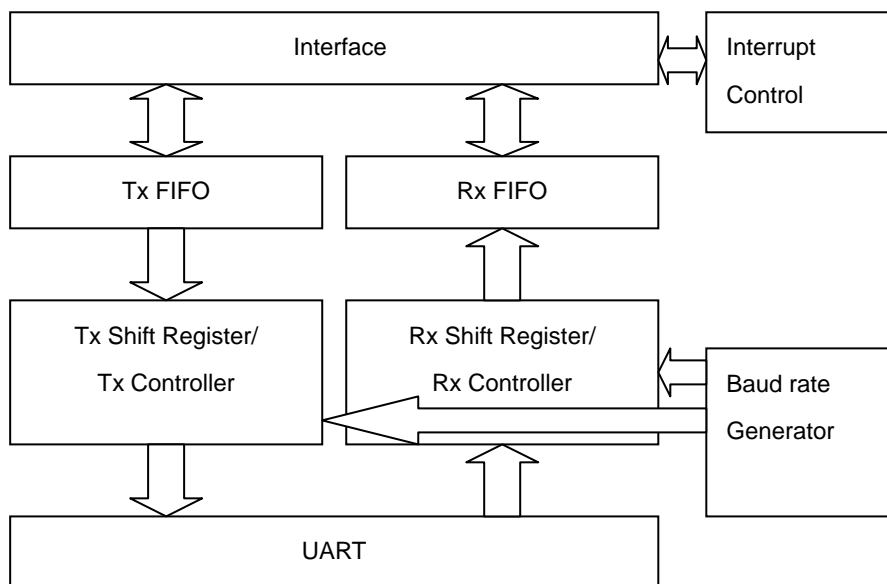 Interface
Interrupt
Control
Tx FIFO
Rx FIFO
Tx Shift Register/
Tx Controller
Rx Shift Register/
Rx Controller
Baud rate
Generator
UART